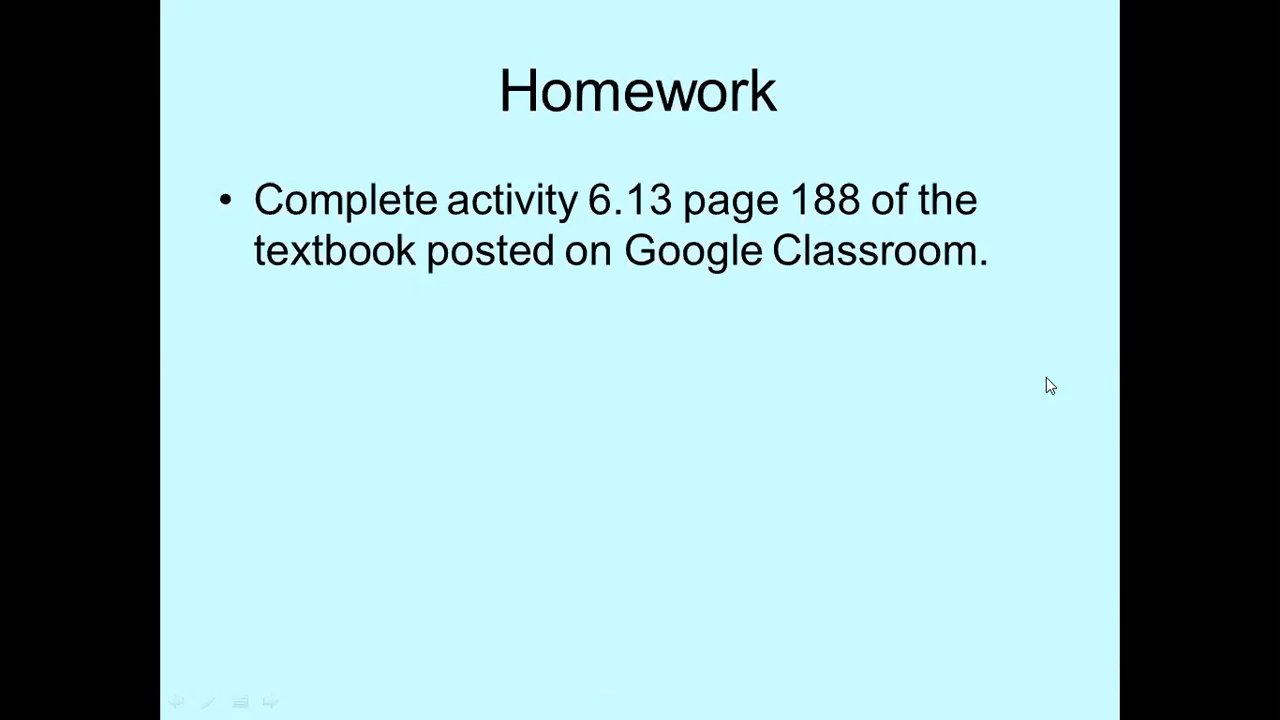 Homework
• Complete activity 6.13 page 188 of the
textbook posted on Google Classroom.